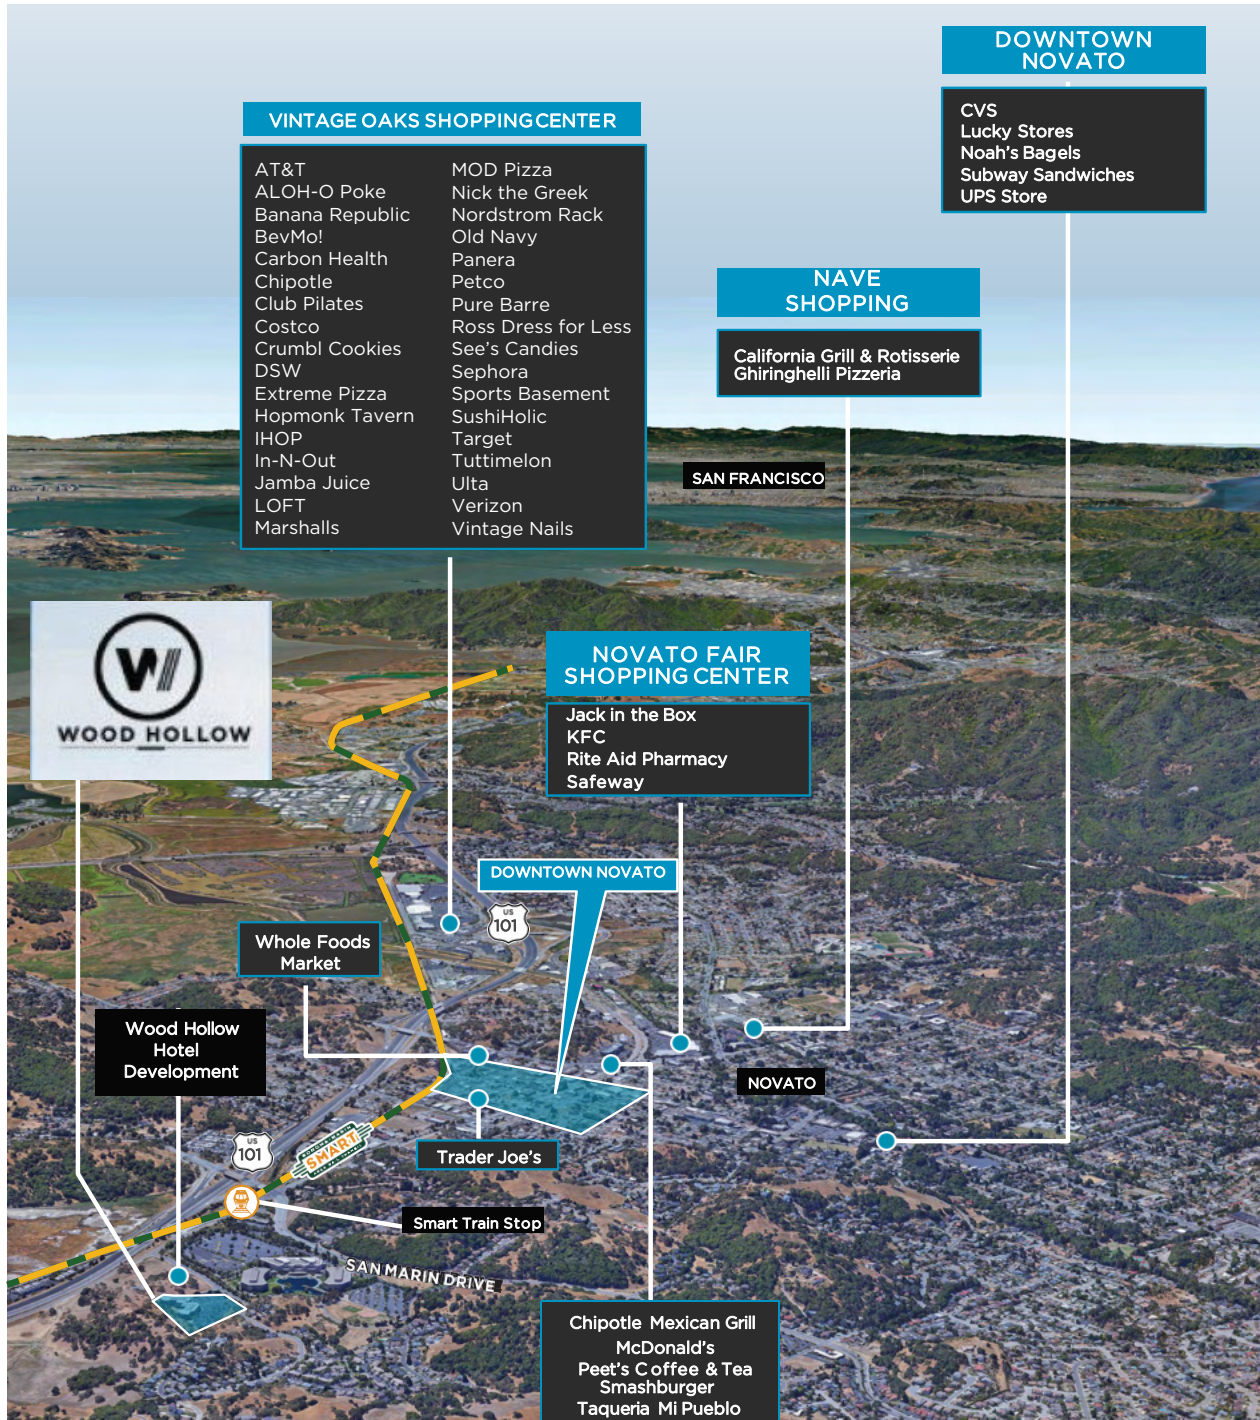 DOWNTOWN
NOVATO
CVS
Lucky Stores
Noah's Bagels
Subway Sandwiches
UPS Store
VINTAGE OAKS SHOPPING CENTER
AT&T
ALOH-O Poke
Banana Republic
BevMo!
Carbon Health
Chipotle
Club Pilates
Costco
Crumbl Cookies
DSW
Extreme Pizza
Hopmonk Tavern
IHOP
In-N-Out
Jamba Juice
LOFT
Marshalls
MOD Pizza
Nick the Greek
Nordstrom Rack
Old Navy
Panera
Petco
Pure Barre
Ross Dress for Less
See's Candies
Sephora
Sports Basement
SushiHolic
Target
Tuttimelon
Ulta
Verizon
Vintage Nails
NAVE
SHOPPING
California Grill & Rotisserie
Ghiringhelli Pizzeria
SAN FRANCISCO
W
WOOD HOLLOW
NOVATO FAIR
SHOPPING CENTER
Jack in the Box
KFC
Rite Aid Pharmacy
Safeway
DOWNTOWN NOVATO
US
101
Whole Foods
Market
Wood Hollow
Hotel
Development
NOVATO
US
101
SMART
Trader Joe's
Smart Train Stop
SAN MARIN DRIVE
Chipotle Mexican Grill
McDonald's
Peet's Coffee & Tea
Smashburger
Taqueria Mi Pueblo